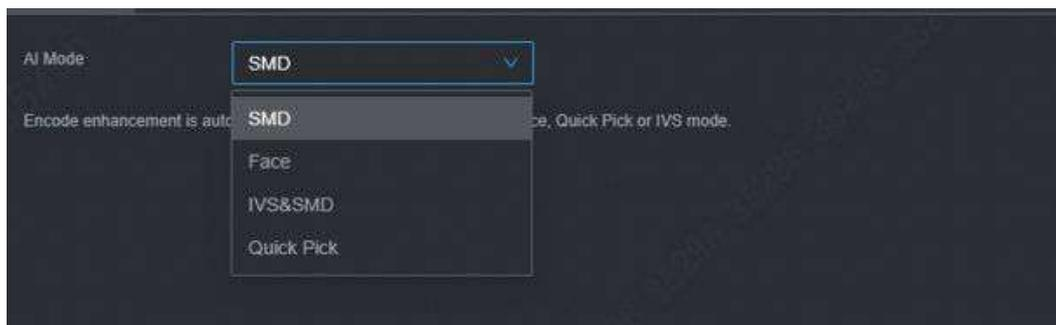 AI Mode
SMD
Encode enhancement is auto
SMD
ce, Quick Pick or IVS mode.
Face
IVS&SMD
Quick Pick